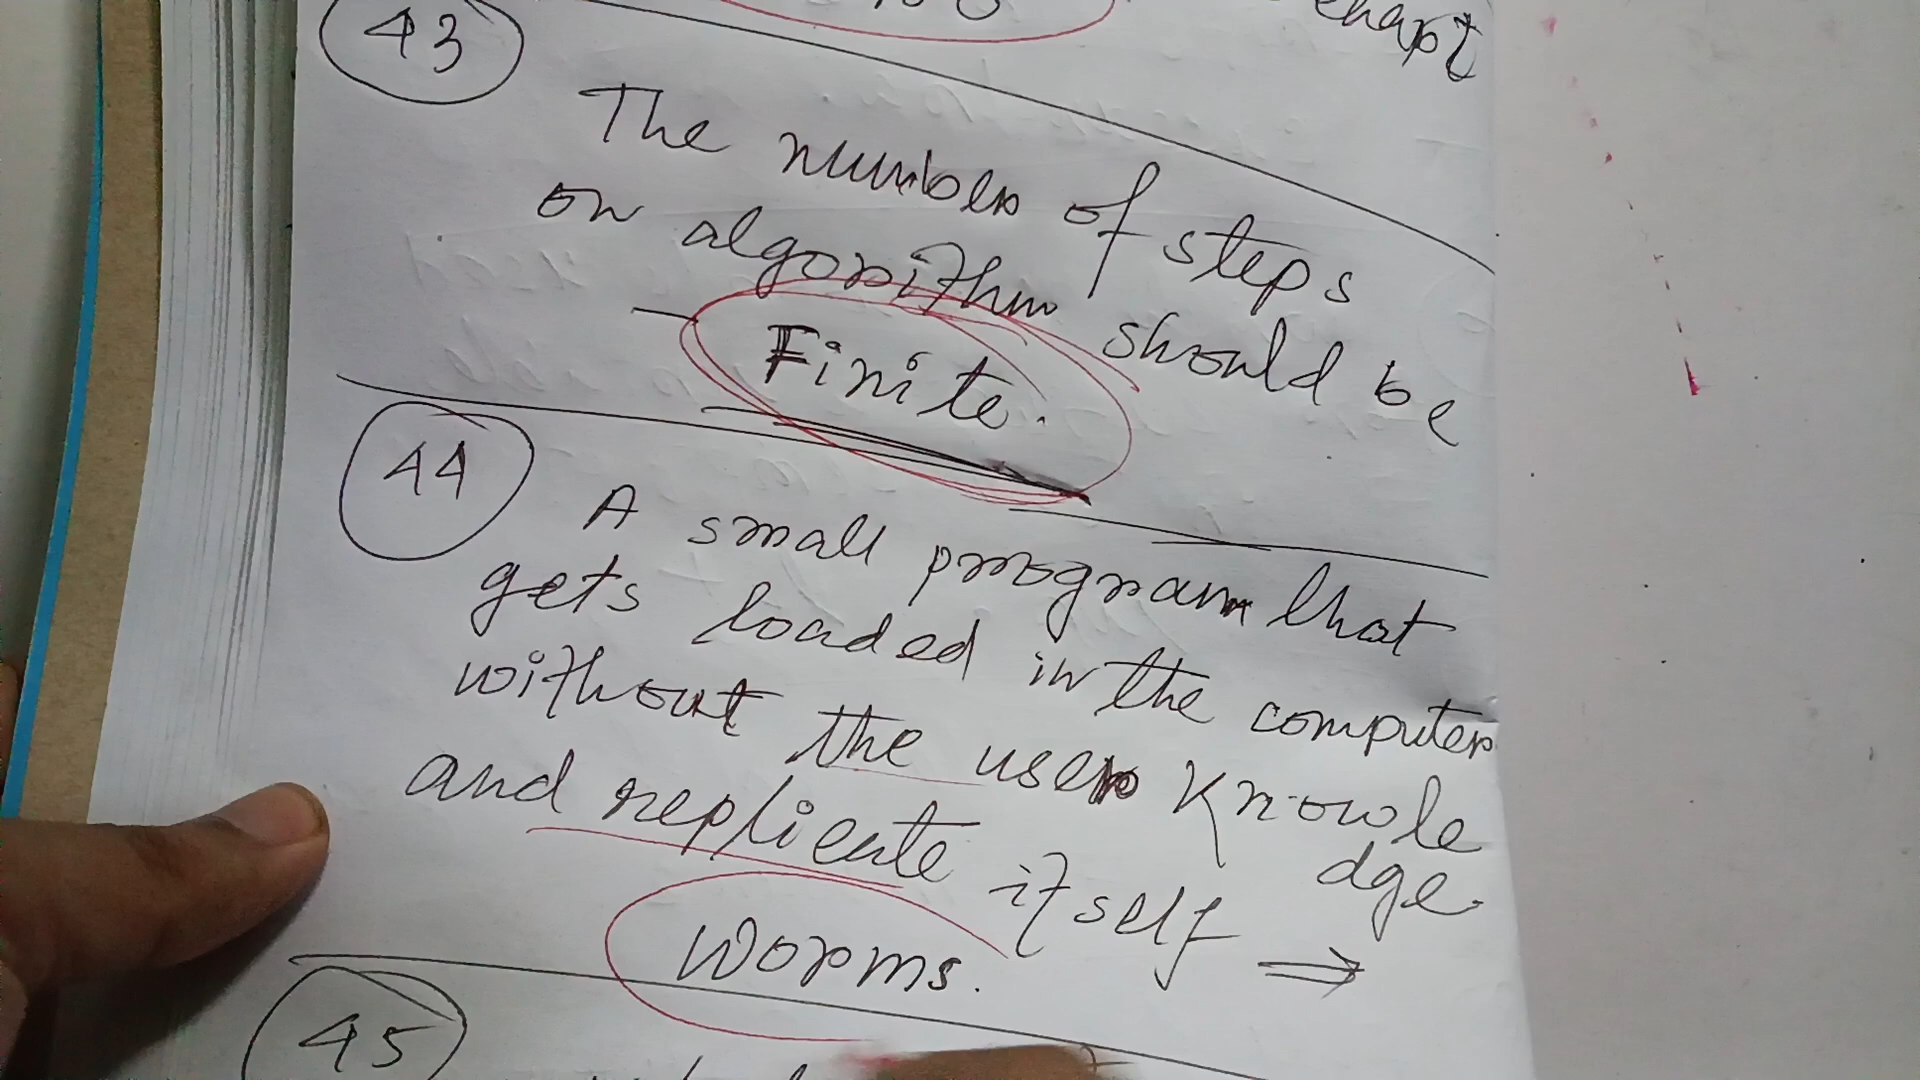 chapt
43
The number of steps
on algorithm should be
Finite.
44
A small program that
gets loaded in the computer
without the user knowle
dge.
and replicate itself ⇒
worms.
45